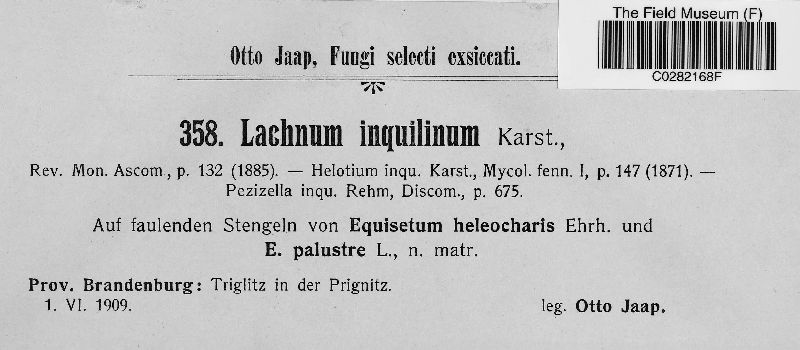 The Field Museum (F)
C0282168F
Otto Jaap, Fungi selecti exsiccati.
358. Lachnum inquilinum Karst.,
Rev. Mon. Ascom., p. 132 (1885). — Helotium inqu. Karst., Mycol. fenn. I, p. 147 (1871). —
Pezizella inqu. Rehm, Discom., p. 675.
Auf faulenden Stengeln von Equisetum heleocharis Ehrh. und
E. palustre L., n. matr.
Prov. Brandenburg: Triglitz in der Prignitz.
1. VI. 1909. leg. Otto Jaap.